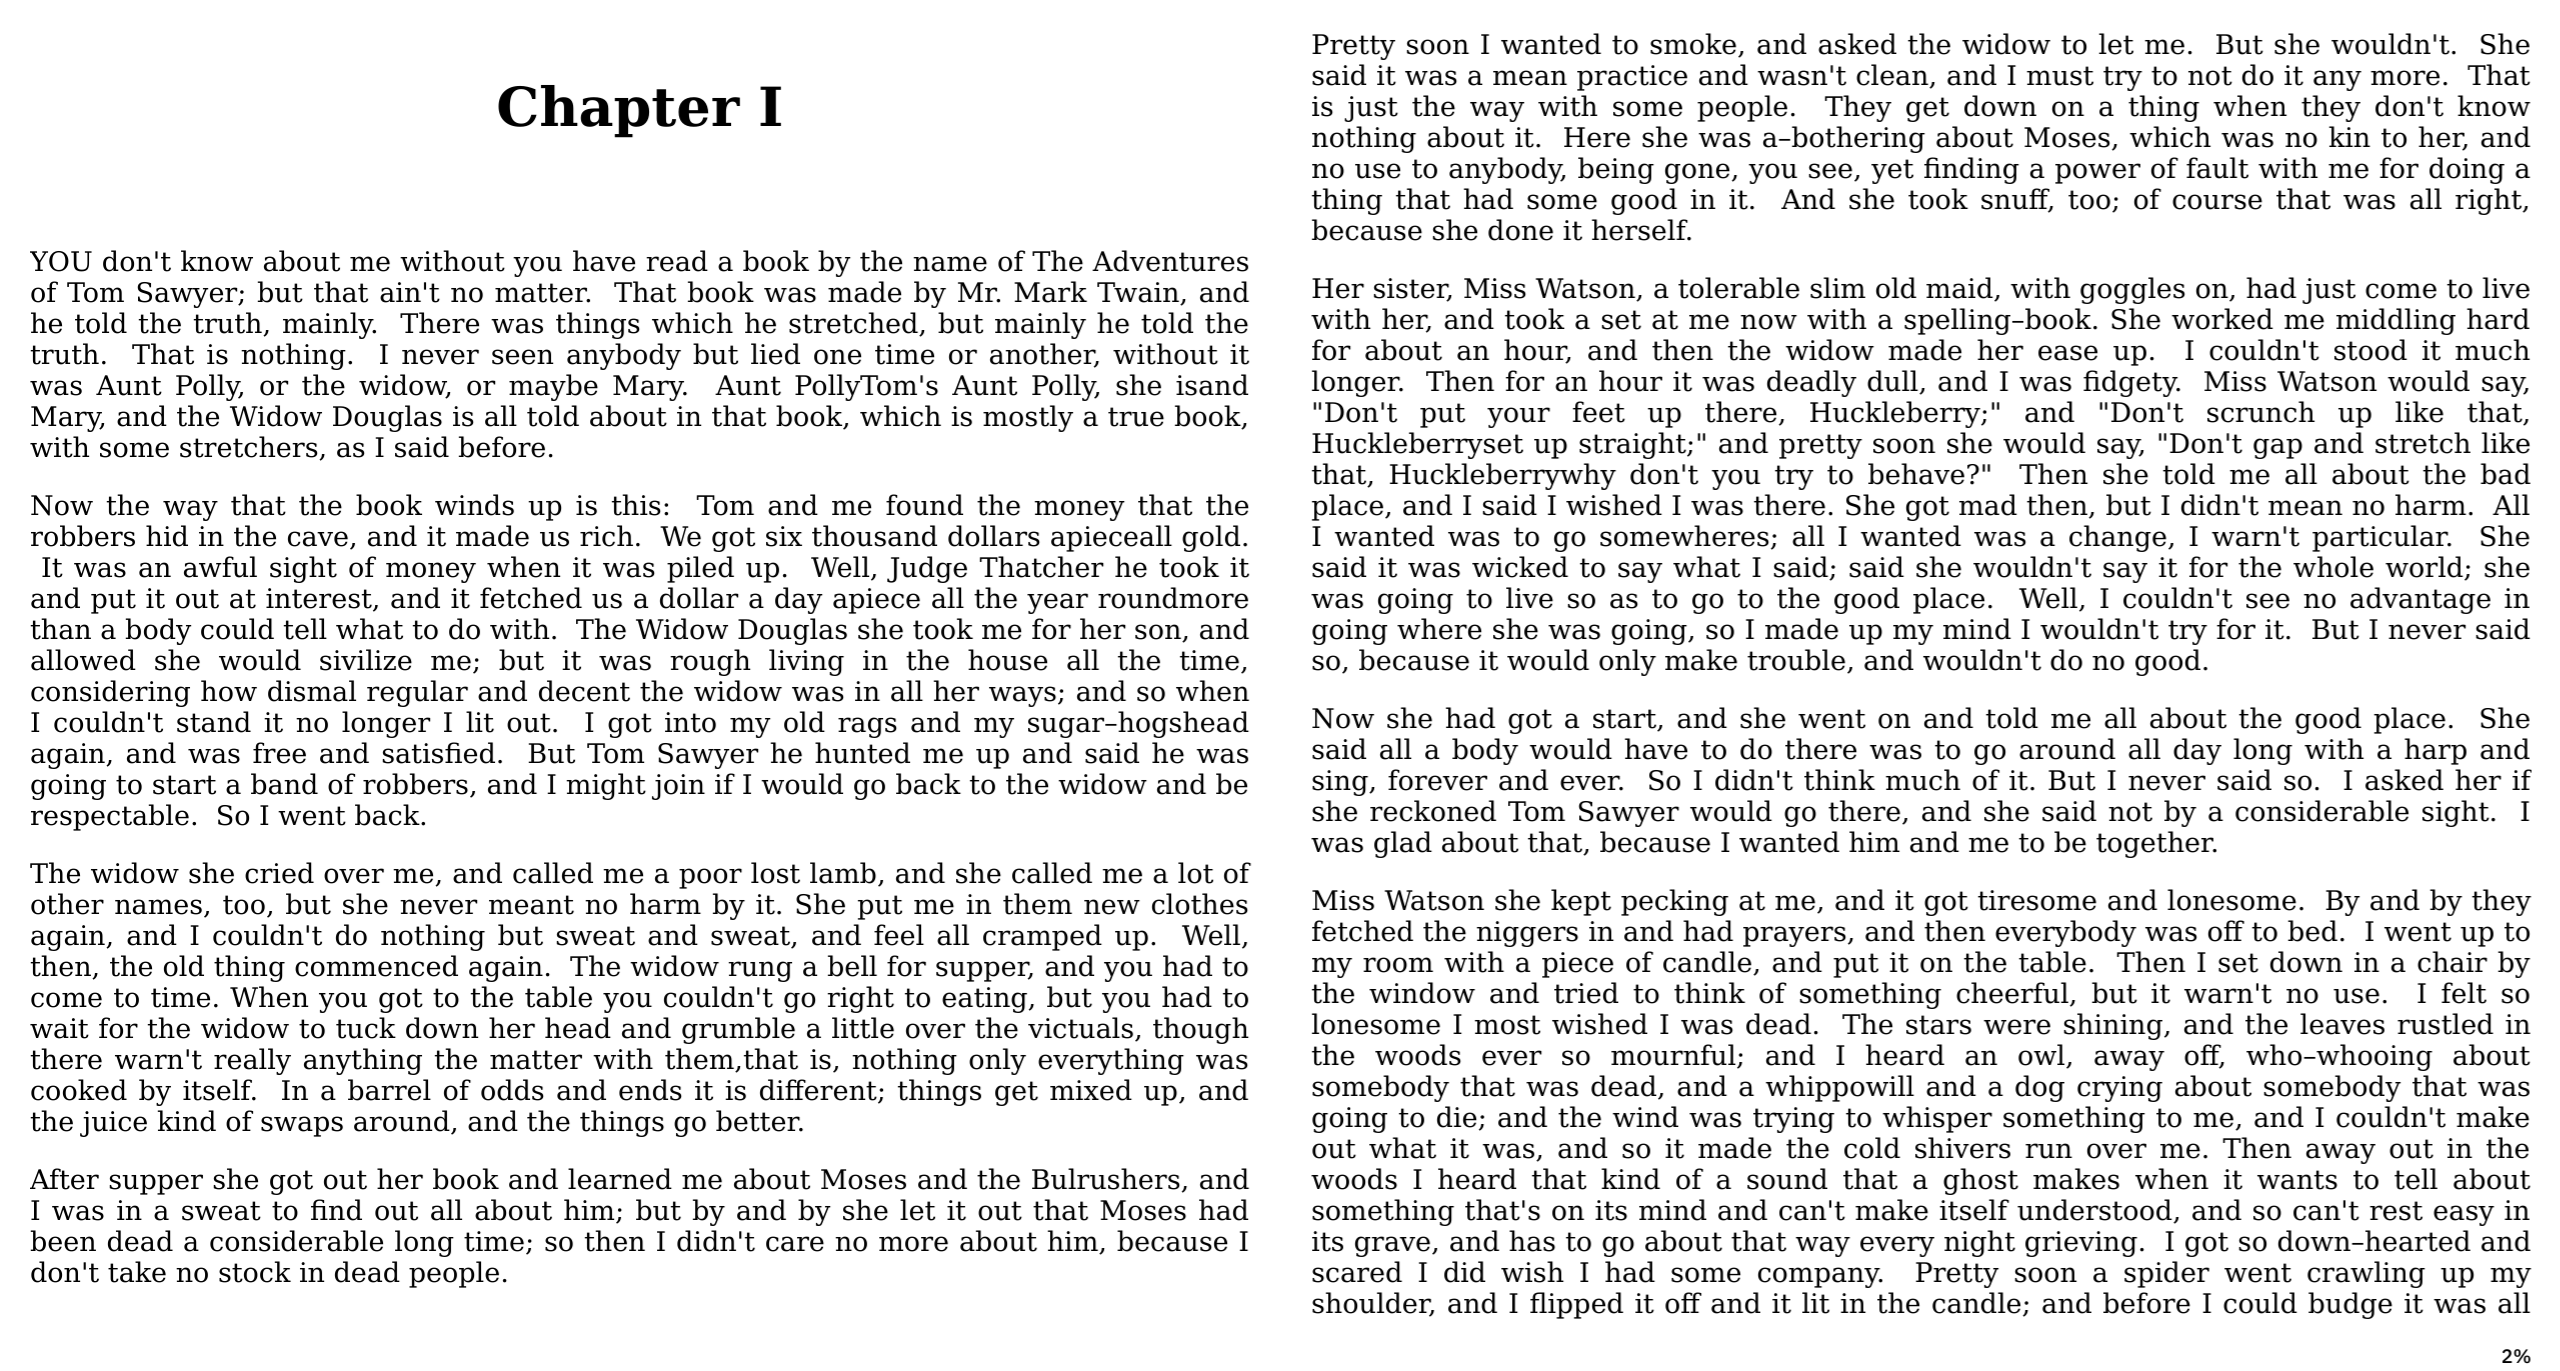 Chapter I
YOU don't know about me without you have read a book by the name of The Adventures
of Tom Sawyer; but that ain't no matter.  That book was made by Mr. Mark Twain, and
he told the truth, mainly.  There was things which he stretched, but mainly he told the
truth.  That is nothing.  I never seen anybody but lied one time or another, without it
was Aunt Polly, or the widow, or maybe Mary.  Aunt PollyTom's Aunt Polly, she isand
Mary, and the Widow Douglas is all told about in that book, which is mostly a true book,
with some stretchers, as I said before.
Now the way that the book winds up is this:  Tom and me found the money that the
robbers hid in the cave, and it made us rich.  We got six thousand dollars apieceall gold.
It was an awful sight of money when it was piled up.  Well, Judge Thatcher he took it
and put it out at interest, and it fetched us a dollar a day apiece all the year roundmore
than a body could tell what to do with.  The Widow Douglas she took me for her son, and
allowed she would sivilize me; but it was rough living in the house all the time,
considering how dismal regular and decent the widow was in all her ways; and so when
I couldn't stand it no longer I lit out.  I got into my old rags and my sugar–hogshead
again, and was free and satisfied.  But Tom Sawyer he hunted me up and said he was
going to start a band of robbers, and I might join if I would go back to the widow and be
respectable.  So I went back.
The widow she cried over me, and called me a poor lost lamb, and she called me a lot of
other names, too, but she never meant no harm by it. She put me in them new clothes
again, and I couldn't do nothing but sweat and sweat, and feel all cramped up.  Well,
then, the old thing commenced again.  The widow rung a bell for supper, and you had to
come to time. When you got to the table you couldn't go right to eating, but you had to
wait for the widow to tuck down her head and grumble a little over the victuals, though
there warn't really anything the matter with them,that is, nothing only everything was
cooked by itself.  In a barrel of odds and ends it is different; things get mixed up, and
the juice kind of swaps around, and the things go better.
After supper she got out her book and learned me about Moses and the Bulrushers, and
I was in a sweat to find out all about him; but by and by she let it out that Moses had
been dead a considerable long time; so then I didn't care no more about him, because I
don't take no stock in dead people.
Pretty soon I wanted to smoke, and asked the widow to let me.  But she wouldn't.  She
said it was a mean practice and wasn't clean, and I must try to not do it any more.  That
is just the way with some people.  They get down on a thing when they don't know
nothing about it.  Here she was a–bothering about Moses, which was no kin to her, and
no use to anybody, being gone, you see, yet finding a power of fault with me for doing a
thing that had some good in it.  And she took snuff, too; of course that was all right,
because she done it herself.
Her sister, Miss Watson, a tolerable slim old maid, with goggles on, had just come to live
with her, and took a set at me now with a spelling–book. She worked me middling hard
for about an hour, and then the widow made her ease up.  I couldn't stood it much
longer.  Then for an hour it was deadly dull, and I was fidgety.  Miss Watson would say,
"Don't put your feet up there, Huckleberry;" and "Don't scrunch up like that,
Huckleberryset up straight;" and pretty soon she would say, "Don't gap and stretch like
that, Huckleberrywhy don't you try to behave?"  Then she told me all about the bad
place, and I said I wished I was there. She got mad then, but I didn't mean no harm.  All
I wanted was to go somewheres; all I wanted was a change, I warn't particular.  She
said it was wicked to say what I said; said she wouldn't say it for the whole world; she
was going to live so as to go to the good place.  Well, I couldn't see no advantage in
going where she was going, so I made up my mind I wouldn't try for it.  But I never said
so, because it would only make trouble, and wouldn't do no good.
Now she had got a start, and she went on and told me all about the good place.  She
said all a body would have to do there was to go around all day long with a harp and
sing, forever and ever.  So I didn't think much of it. But I never said so.  I asked her if
she reckoned Tom Sawyer would go there, and she said not by a considerable sight.  I
was glad about that, because I wanted him and me to be together.
Miss Watson she kept pecking at me, and it got tiresome and lonesome.  By and by they
fetched the niggers in and had prayers, and then everybody was off to bed.  I went up to
my room with a piece of candle, and put it on the table.  Then I set down in a chair by
the window and tried to think of something cheerful, but it warn't no use.  I felt so
lonesome I most wished I was dead.  The stars were shining, and the leaves rustled in
the woods ever so mournful; and I heard an owl, away off, who–whooing about
somebody that was dead, and a whippowill and a dog crying about somebody that was
going to die; and the wind was trying to whisper something to me, and I couldn't make
out what it was, and so it made the cold shivers run over me. Then away out in the
woods I heard that kind of a sound that a ghost makes when it wants to tell about
something that's on its mind and can't make itself understood, and so can't rest easy in
its grave, and has to go about that way every night grieving.  I got so down–hearted and
scared I did wish I had some company.  Pretty soon a spider went crawling up my
shoulder, and I flipped it off and it lit in the candle; and before I could budge it was all
2%